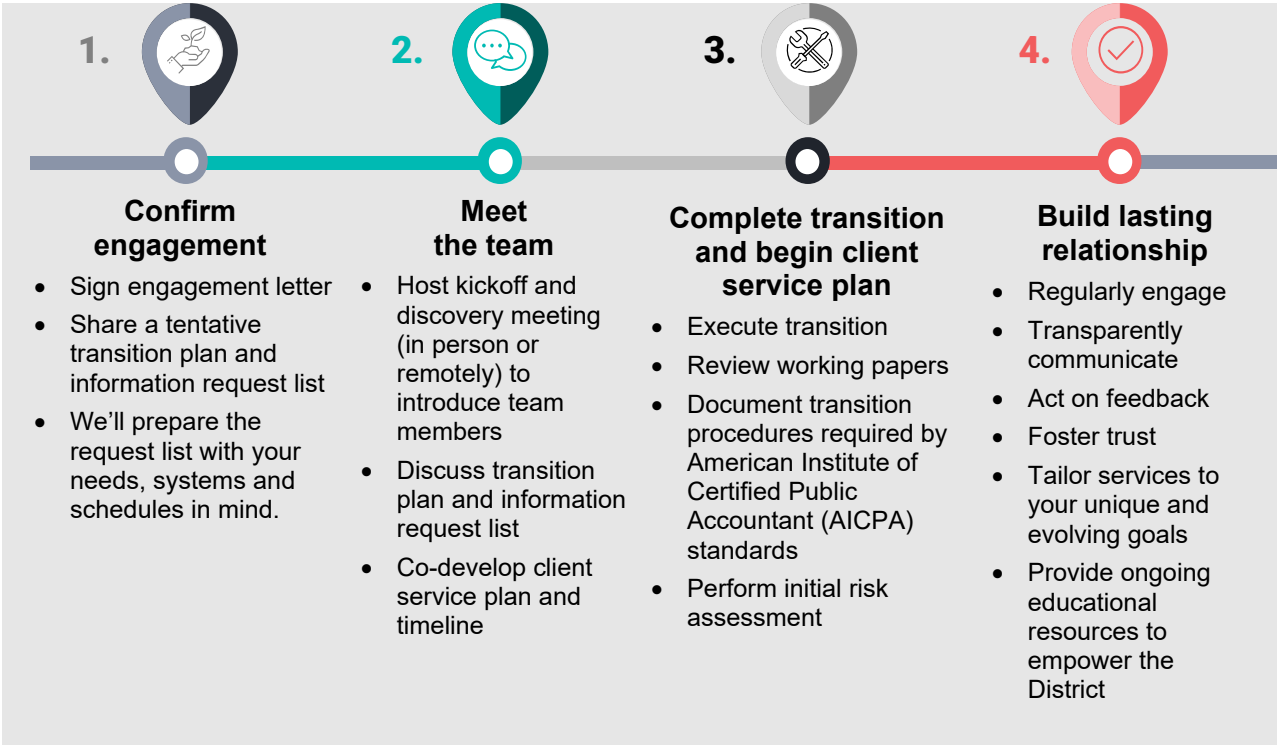 1.
Confirm
engagement
• Sign engagement letter
• Share a tentative
transition plan and
information request list
• We’ll prepare the
request list with your
needs, systems and
schedules in mind.
2.
Meet
the team
• Host kickoff and
discovery meeting
(in person or
remotely) to
introduce team
members
• Discuss transition
plan and information
request list
• Co-develop client
service plan and
timeline
3.
Complete transition
and begin client
service plan
• Execute transition
• Review working papers
• Document transition
procedures required by
American Institute of
Certified Public
Accountant (AICPA)
standards
• Perform initial risk
assessment
4.
Build lasting
relationship
• Regularly engage
• Transparently
communicate
• Act on feedback
• Foster trust
• Tailor services to
your unique and
evolving goals
• Provide ongoing
educational
resources to
empower the
District